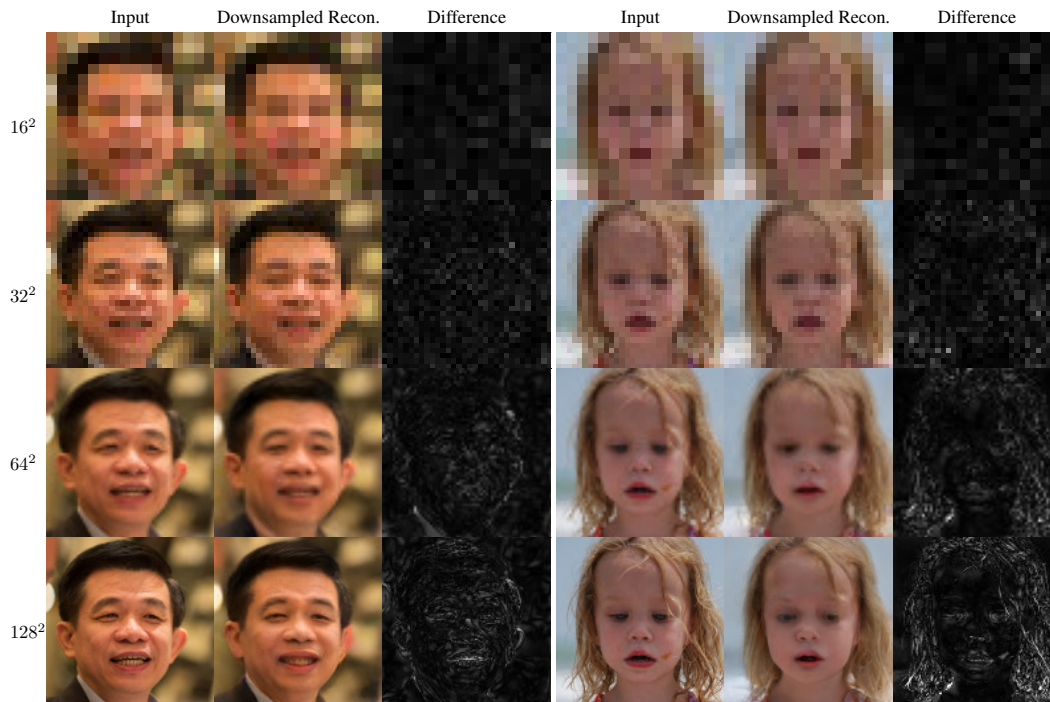 Input Downsampled Recon. Difference Input Downsampled Recon. Difference
16²
32²
64²
128²